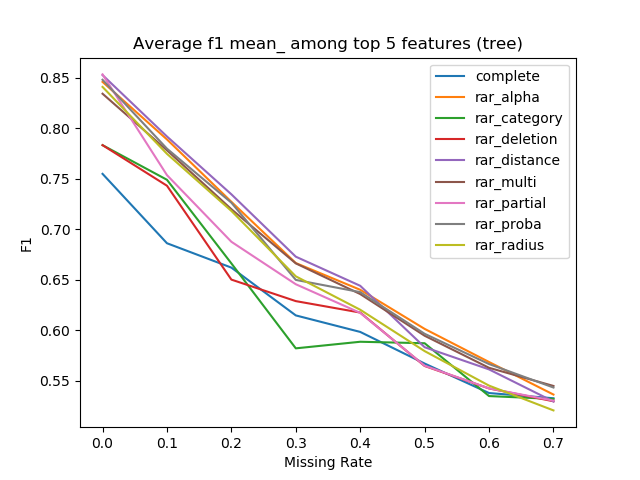 Average f1 mean_ among top 5 features (tree)
F1
0.85
0.80
0.75
0.70
0.65
0.60
0.55
complete
rar_alpha
rar_category
rar_deletion
rar_distance
rar_multi
rar_partial
rar_proba
rar_radius
0.0 0.1 0.2 0.3 0.4 0.5 0.6 0.7
Missing Rate